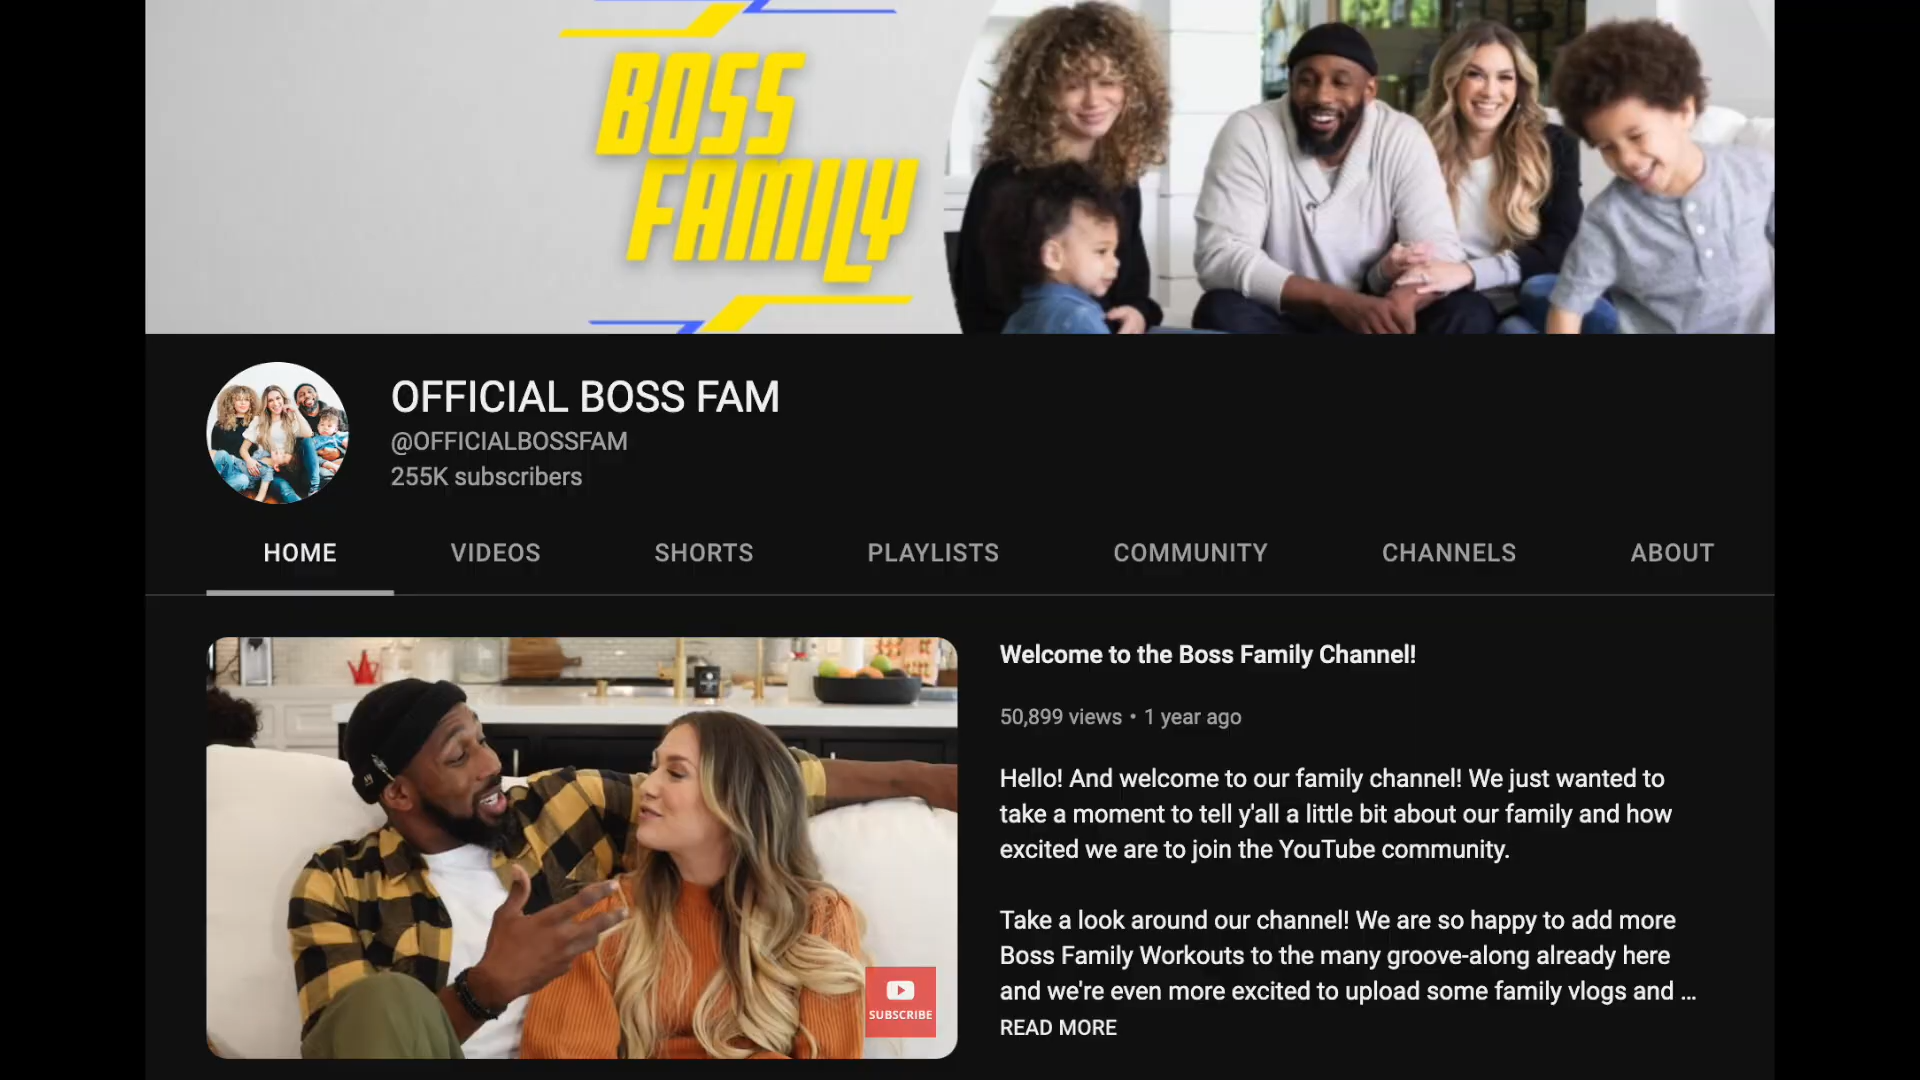 BOSS
FAMILY
OFFICIAL BOSS FAM
@OFFICIALBOSSFAM
255K subscribers
HOME VIDEOS SHORTS PLAYLISTS COMMUNITY CHANNELS ABOUT
Welcome to the Boss Family Channel!
50,899 views • 1 year ago
Hello! And welcome to our family channel! We just wanted to
take a moment to tell y'all a little bit about our family and how
excited we are to join the YouTube community.
Take a look around our channel! We are so happy to add more
Boss Family Workouts to the many groove-along already here
and we're even more excited to upload some family vlogs and ...
READ MORE
SUBSCRIBE